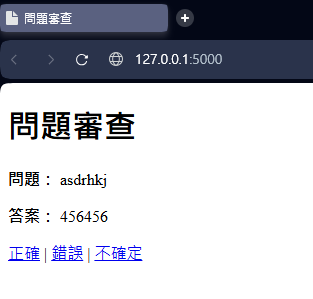 問題審查
127.0.0.1:5000
問題審查
問題： asdrhkj
答案： 456456
正確 | 錯誤 | 不確定